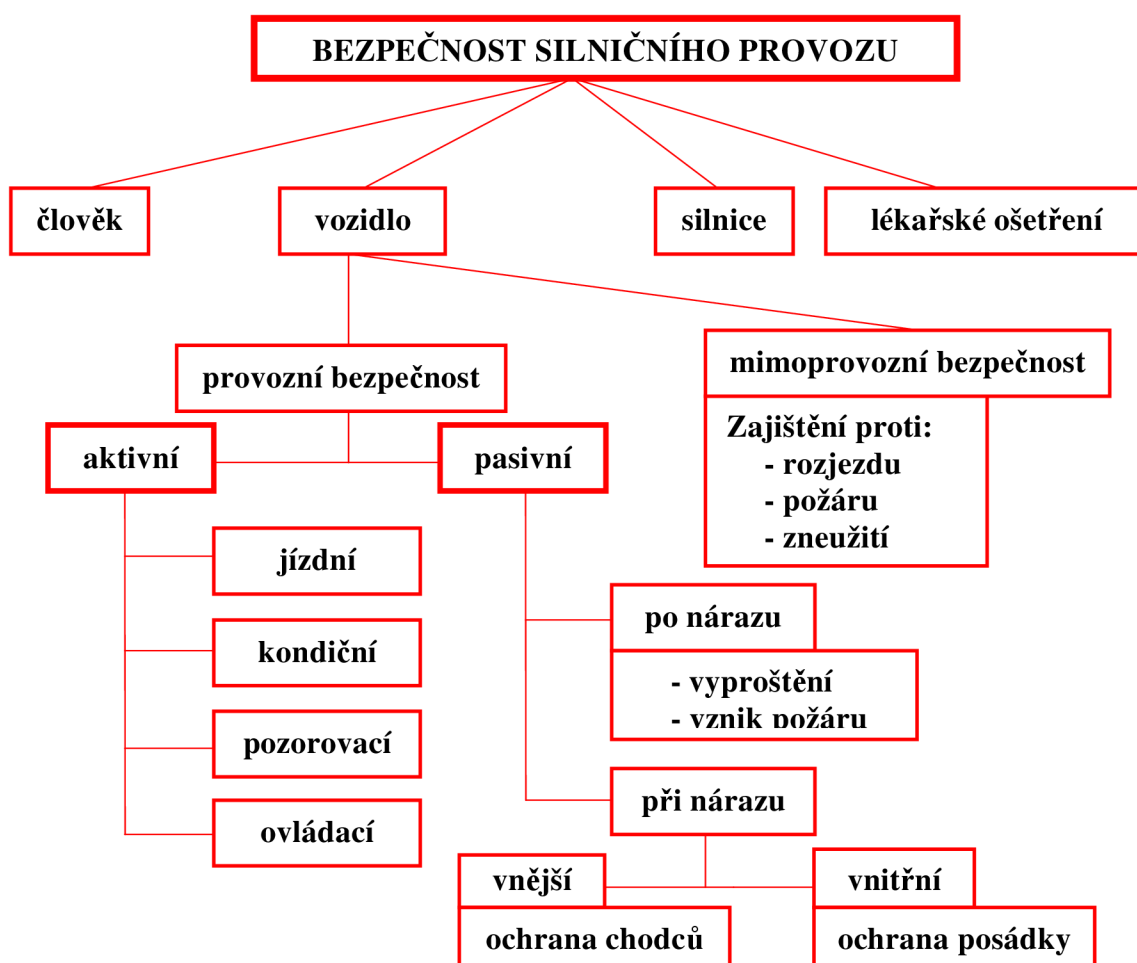 BEZPEČNOST SILNIČNÍHO PROVOZU
člověk
vozidlo
silnice
lékařské ošetření
provozní bezpečnost
mimoprovozní bezpečnost
Zajištění proti:
- rozjezdu
- požáru
- zneužití
aktivní
pasivní
jízdní
kondiční
pozorovací
ovládací
po nárazu
- vyproštění
- vznik požáru
při nárazu
vnější
ochrana chodců
vnitřní
ochrana posádky